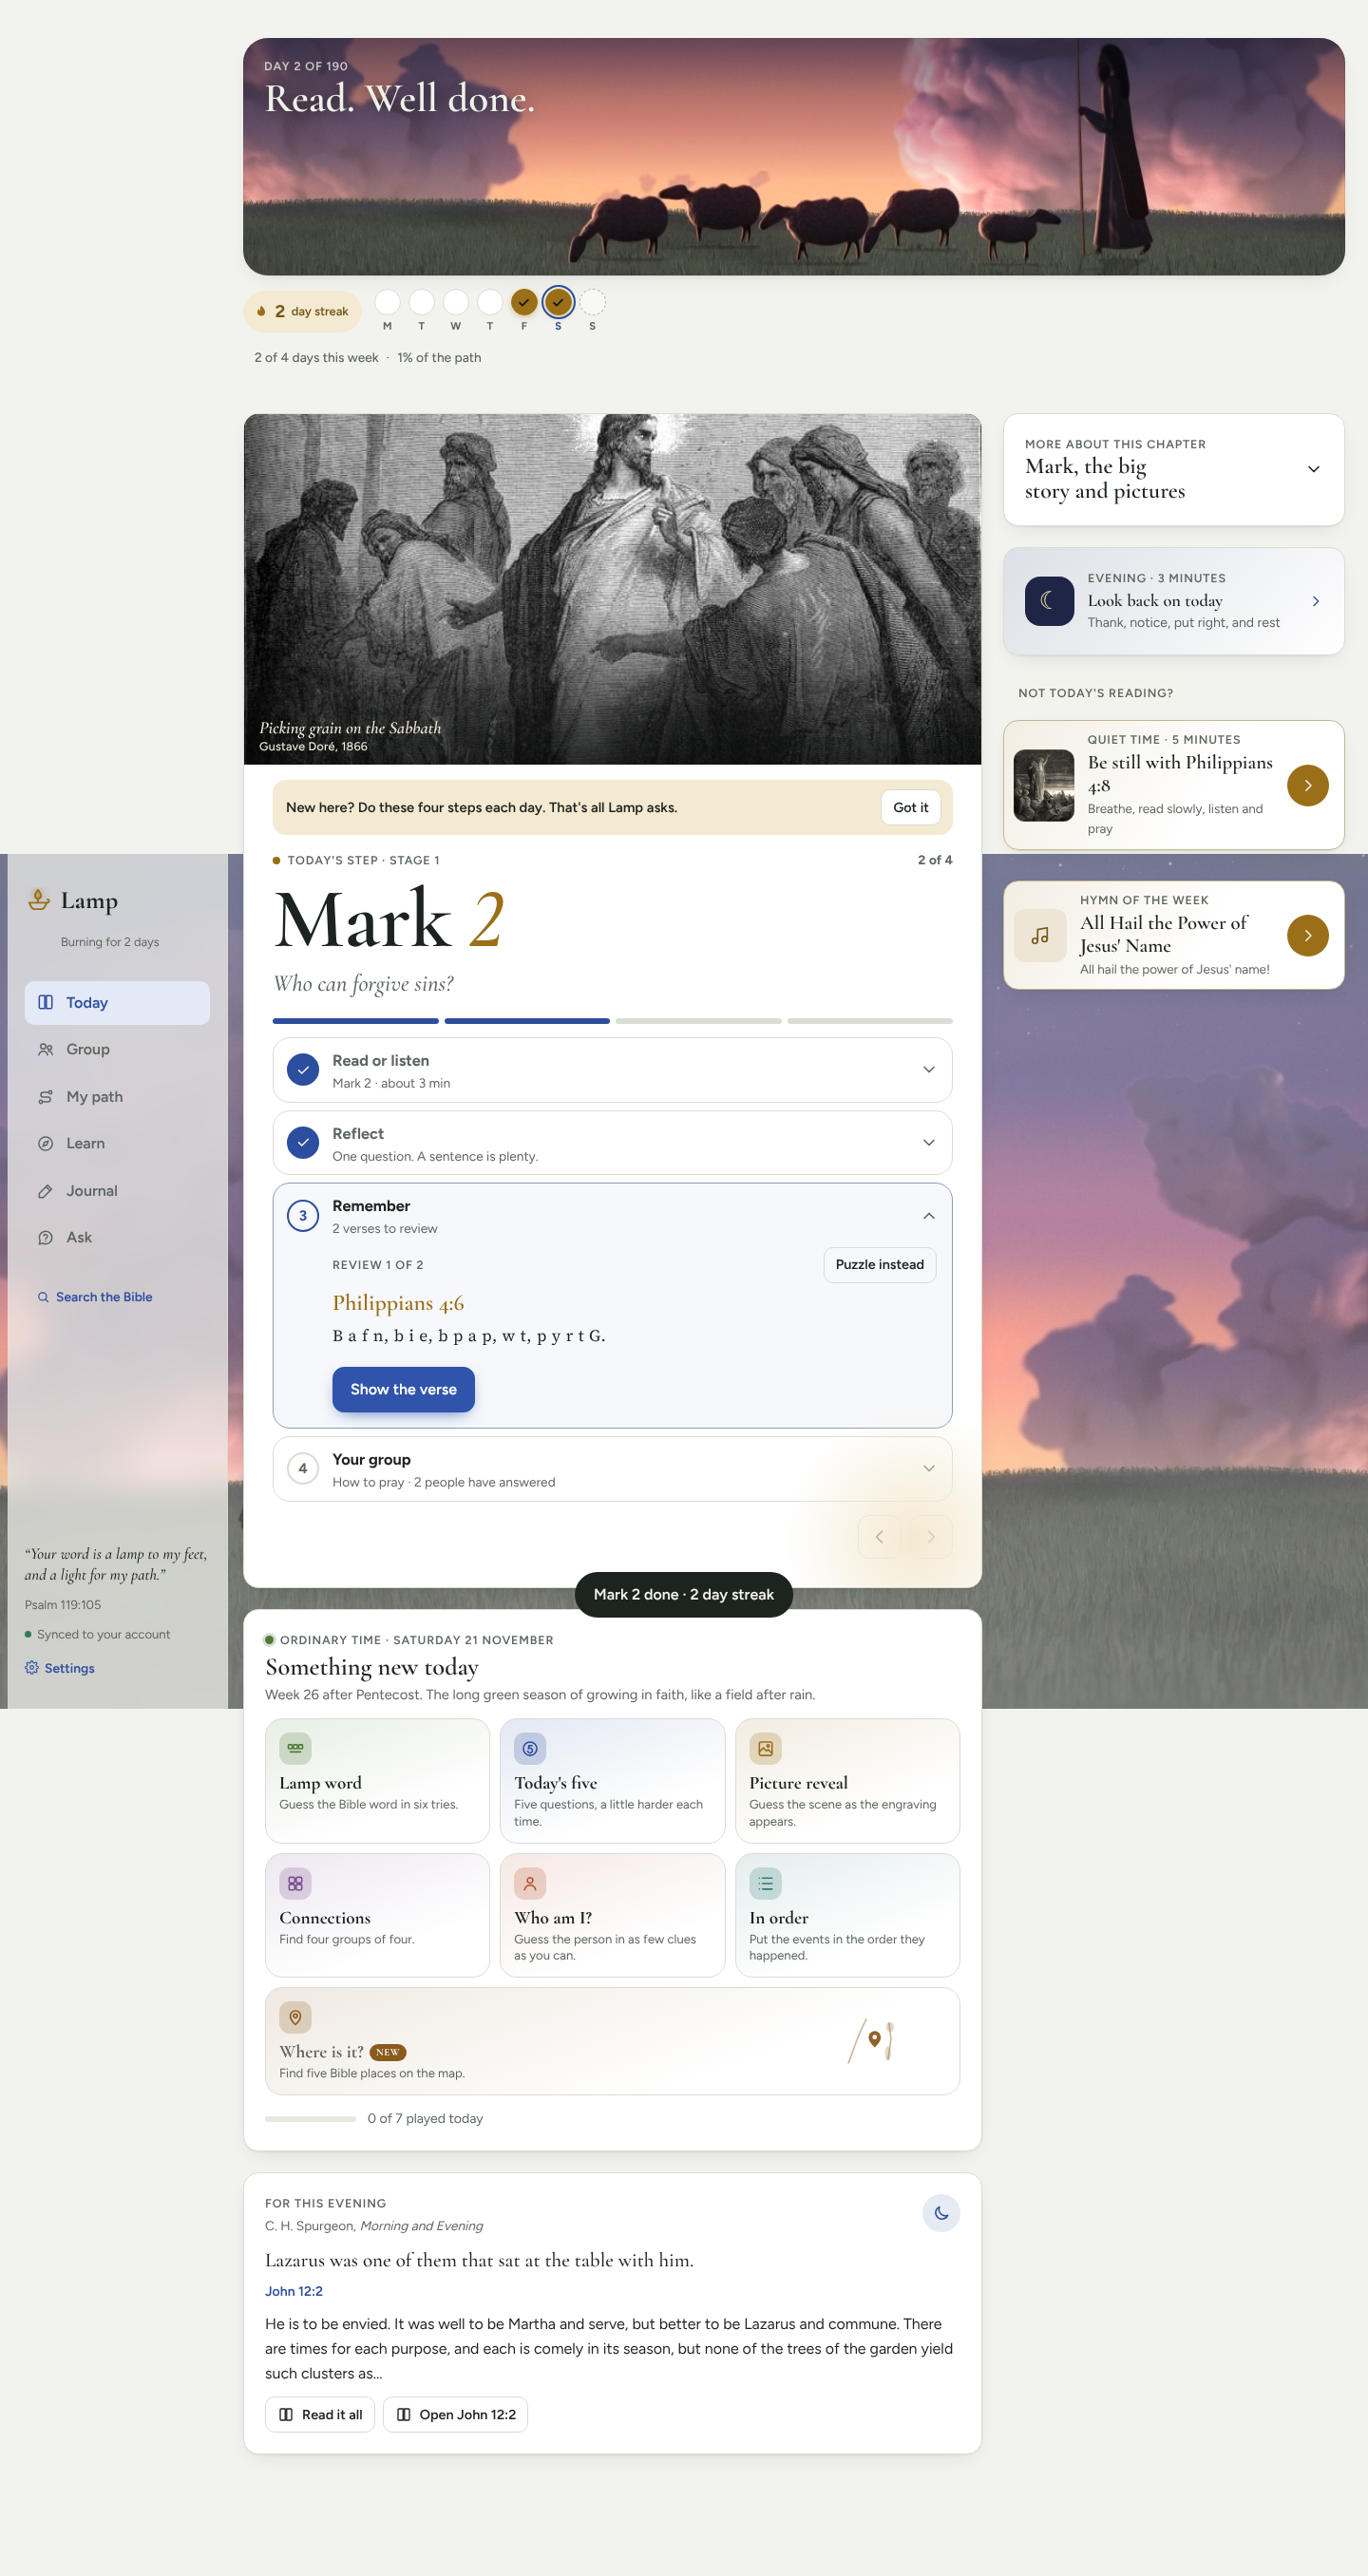 DAY 2 OF 190
Read. Well done.
2 day streak
M T W T F S S
2 of 4 days this week · 1% of the path
Picking grain on the Sabbath
Gustave Doré, 1866
New here? Do these four steps each day. That's all Lamp asks.
Got it
TODAY'S STEP · STAGE 1
2 of 4
Mark 2
Who can forgive sins?
Read or listen
Mark 2 · about 3 min
Reflect
One question. A sentence is plenty.
3
Remember
2 verses to review
REVIEW 1 OF 2
Puzzle instead
Philippians 4:6
B a f n, b i e, b p a p, w t, p y r t G.
Show the verse
4
Your group
How to pray · 2 people have answered
Mark 2 done · 2 day streak
MORE ABOUT THIS CHAPTER
Mark, the big
story and pictures
EVENING · 3 MINUTES
Look back on today
Thank, notice, put right, and rest
NOT TODAY'S READING?
QUIET TIME · 5 MINUTES
Be still with Philippians
4:8
Breathe, read slowly, listen and
pray
HYMN OF THE WEEK
All Hail the Power of
Jesus' Name
All hail the power of Jesus' name!
Lamp
Burning for 2 days
Today
Group
My path
Learn
Journal
Ask
Search the Bible
“Your word is a lamp to my feet,
and a light for my path.”
Psalm 119:105
Synced to your account
Settings
ORDINARY TIME · SATURDAY 21 NOVEMBER
Something new today
Week 26 after Pentecost. The long green season of growing in faith, like a field after rain.
Lamp word
Guess the Bible word in six tries.
5
Today's five
Five questions, a little harder each
time.
Picture reveal
Guess the scene as the engraving
appears.
Connections
Find four groups of four.
Who am I?
Guess the person in as few clues
as you can.
In order
Put the events in the order they
happened.
Where is it? NEW
Find five Bible places on the map.
0 of 7 played today
FOR THIS EVENING
C. H. Spurgeon, Morning and Evening
Lazarus was one of them that sat at the table with him.
John 12:2
He is to be envied. It was well to be Martha and serve, but better to be Lazarus and commune. There
are times for each purpose, and each is comely in its season, but none of the trees of the garden yield
such clusters as...
Read it all
Open John 12:2